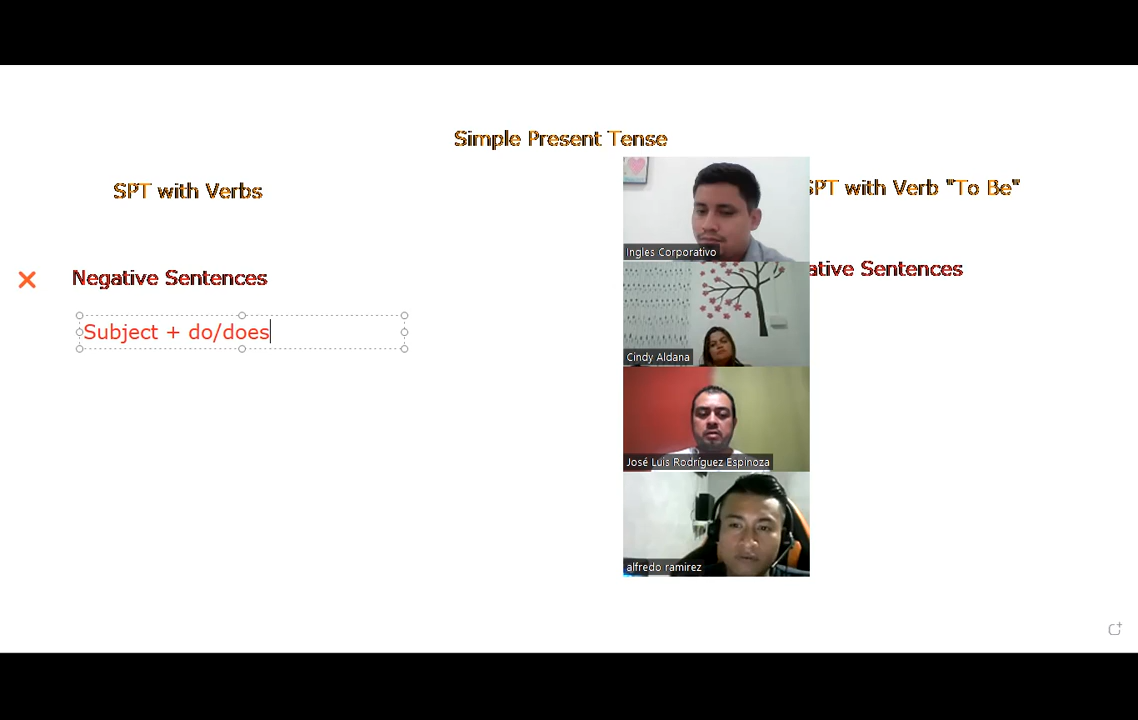 Simple Present Tense
SPT with Verbs
SPT with Verb "To Be"
Negative Sentences
ative Sentences
Subject + do/does
Ingles Corporativo
Cindy Aldana
José Luis Rodríguez Espinoza
alfredo ramirez